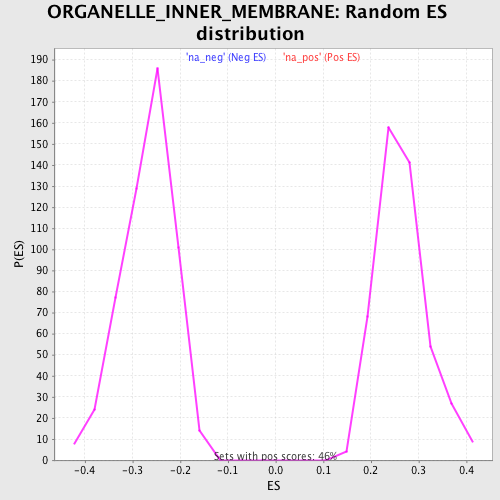 ORGANELLE_INNER_MEMBRANE: Random ES
distribution
'na_neg' (Neg ES) 'na_pos' (Pos ES)
190
180
170
160
150
140
130
120
110
100
90
80
70
60
50
40
30
20
10
0
P(ES)
Sets with pos scores: 46%
-0.4 -0.3 -0.2 -0.1 0.0 0.1 0.2 0.3 0.4
ES